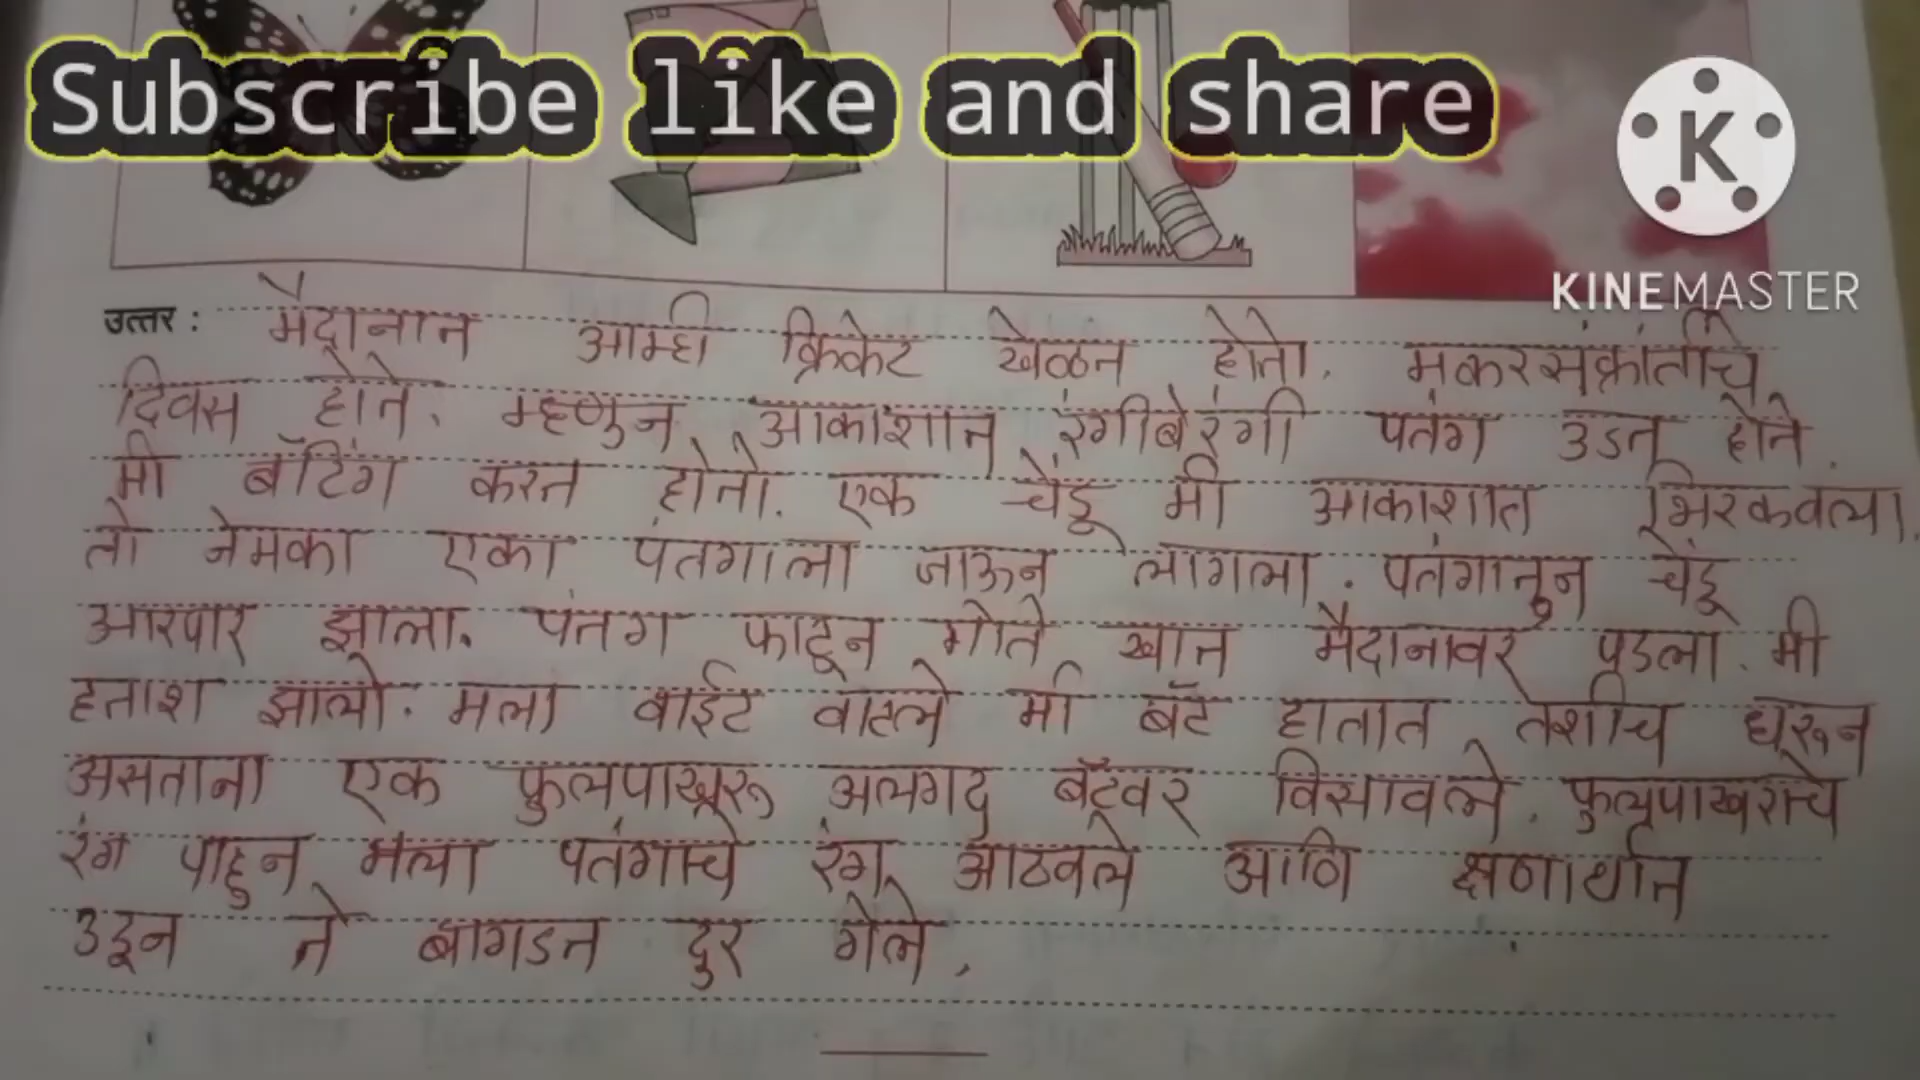 Subscribe like and share
K
KINEMASTER
उत्तर : मैदानात आम्ही क्रिकेट खेळत होतो. मकरसंक्रांतीचे
दिवस होते. म्हणुन आकाशात रंगीबेरंगी पतंग उडत होते.
मी बॅटिंग करत होतो. एक चेंडू मी आकाशात भिरकवला.
तो नेमका एका पंतगाला जाऊन लागला. पतंगातुन चेंडू
आरपार झाला. पंतग फाटून गोते खात मैदानावर पडला. मी
हताश झालो. मला वाईट वाटले मी बॅट हातात तशीच धरून
असताना एक फुलपाखरू अलगद बॅटवर विसावले. फुलपाखराचे
रंग पाहुन मला पतंगाचे रंग आठवले आणि क्षणार्धात
उडून ते बागडत दुर गेले.